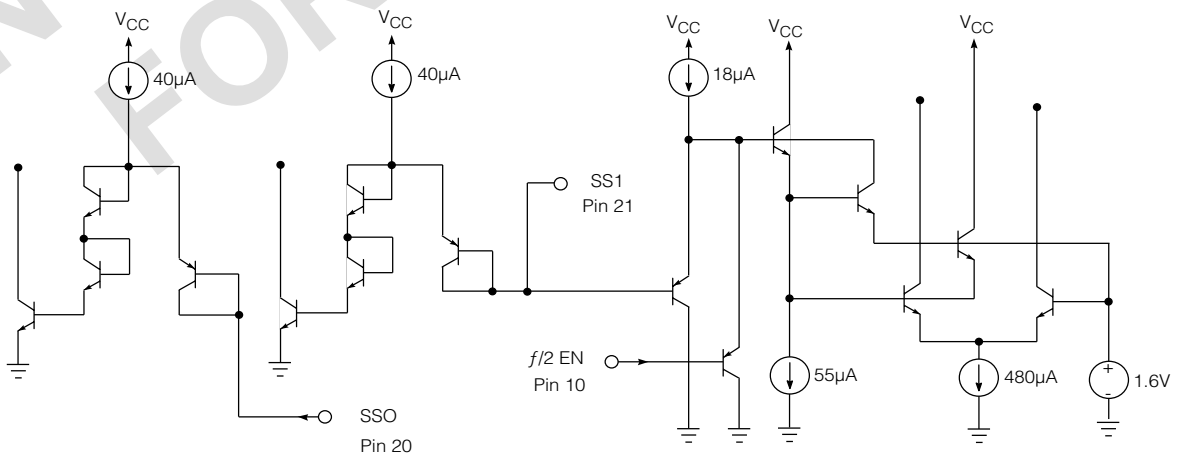 FOR
VCC
40µA
VCC
40µA
VCC
18µA
VCC
VCC
SS1
Pin 21
ƒ/2 EN
Pin 10
55µA
480µA
+
-
1.6V
SSO
Pin 20